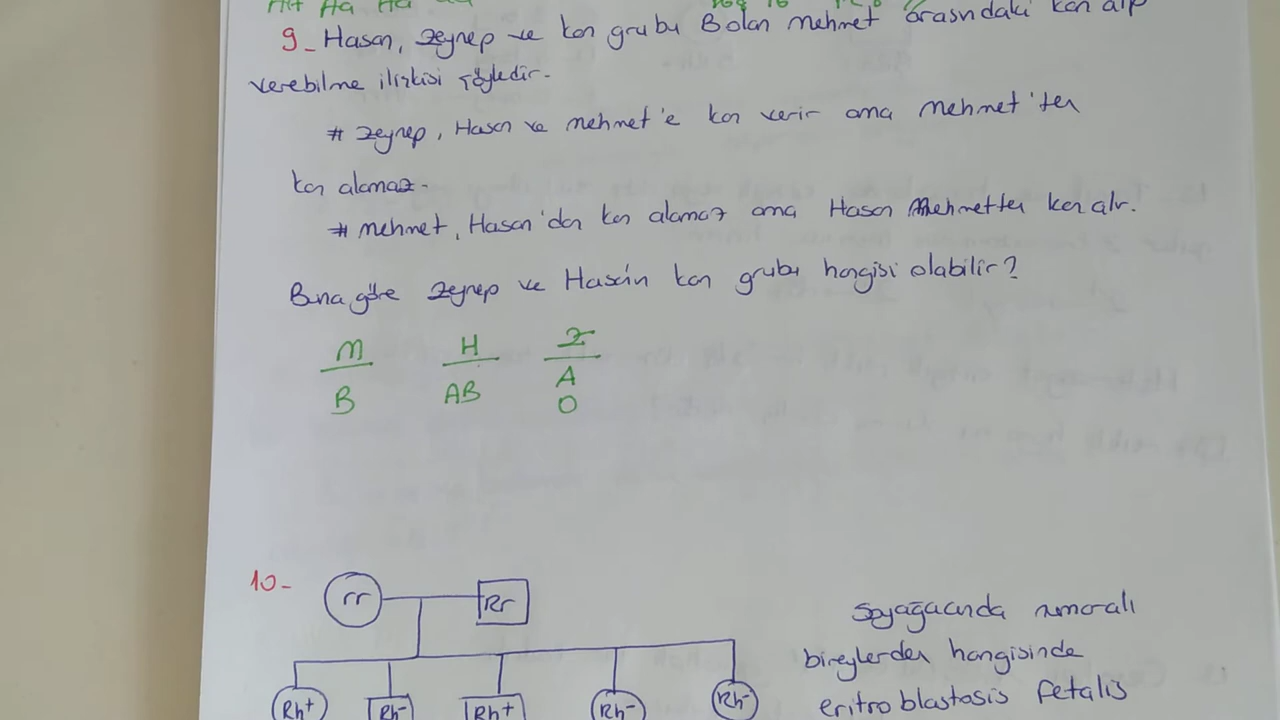 Aa
9- Hasan, Zeynep ve kan grubu B olan mehmet arasındaki kan alıp
verebilme ilişkisi şöyledir.
* Zeynep, Hasan ve mehmet'e kan verir ama mehmet'ten
kan alamaz.
* mehmet, Hasan'dan kan alamaz ama Hasan Mehmetten kan alır.
Buna göre Zeynep ve Hasan'ın kan grubu hangisi olabilir?
M H Z
B AB A
O
10-
rr Rr
Soyağacında numaralı
bireylerden hangisinde
eritroblastosis fetalis
Rh+ Rh- Rh+ Rh- Rh-